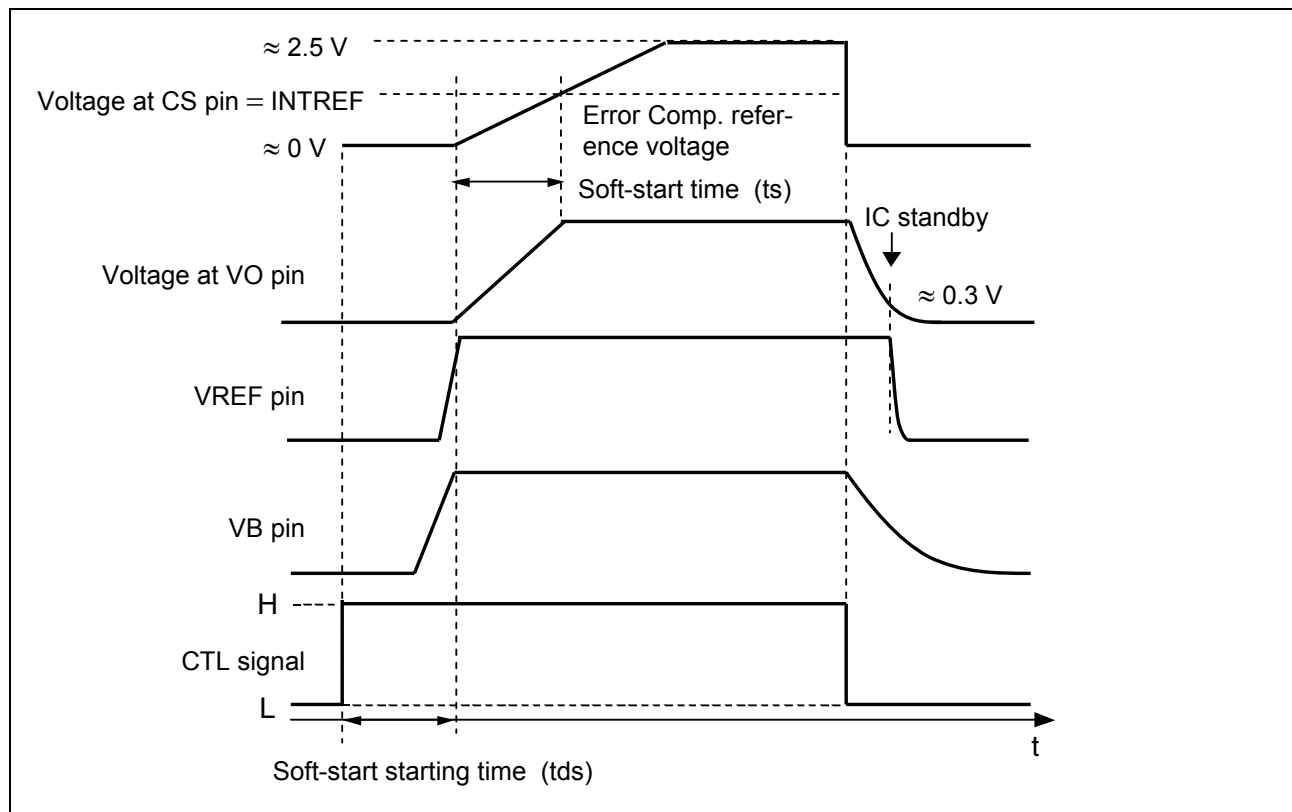 ≈ 2.5 V
Voltage at CS pin = INTREF
≈ 0 V
Error Comp. refer-
ence voltage
Soft-start time (ts)
IC standby
Voltage at VO pin
≈ 0.3 V
VREF pin
VB pin
H
CTL signal
L
t
Soft-start starting time (tds)